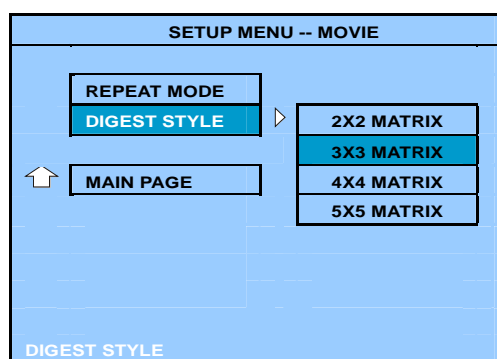 SETUP MENU -- MOVIE
REPEAT MODE
DIGEST STYLE
2X2 MATRIX
3X3 MATRIX
MAIN PAGE
4X4 MATRIX
5X5 MATRIX
DIGEST STYLE